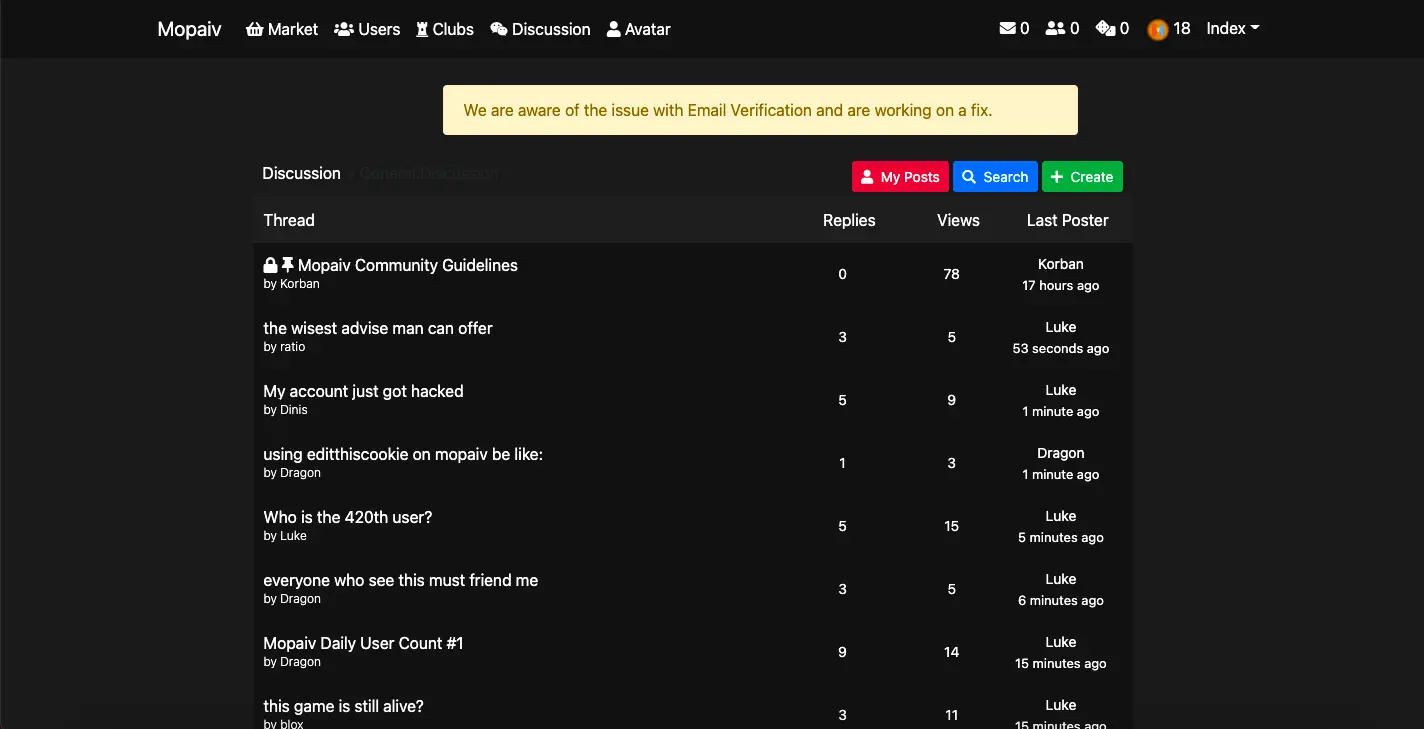 Mopaiv Market Users Clubs Discussion Avatar 0 0 0 18 Index
We are aware of the issue with Email Verification and are working on a fix.
Discussion General Discussion My Posts Search Create
Thread Replies Views Last Poster
Mopaiv Community Guidelines
by Korban
0 78
Korban
17 hours ago
the wisest advise man can offer
by ratio
3 5
Luke
53 seconds ago
My account just got hacked
by Dinis
5 9
Luke
1 minute ago
using editthiscookie on mopaiv be like:
by Dragon
1 3
Dragon
1 minute ago
Who is the 420th user?
by Luke
5 15
Luke
5 minutes ago
everyone who see this must friend me
by Dragon
3 5
Luke
6 minutes ago
Mopaiv Daily User Count #1
by Dragon
9 14
Luke
15 minutes ago
this game is still alive?
by blox
3 11
Luke
15 minutes ago